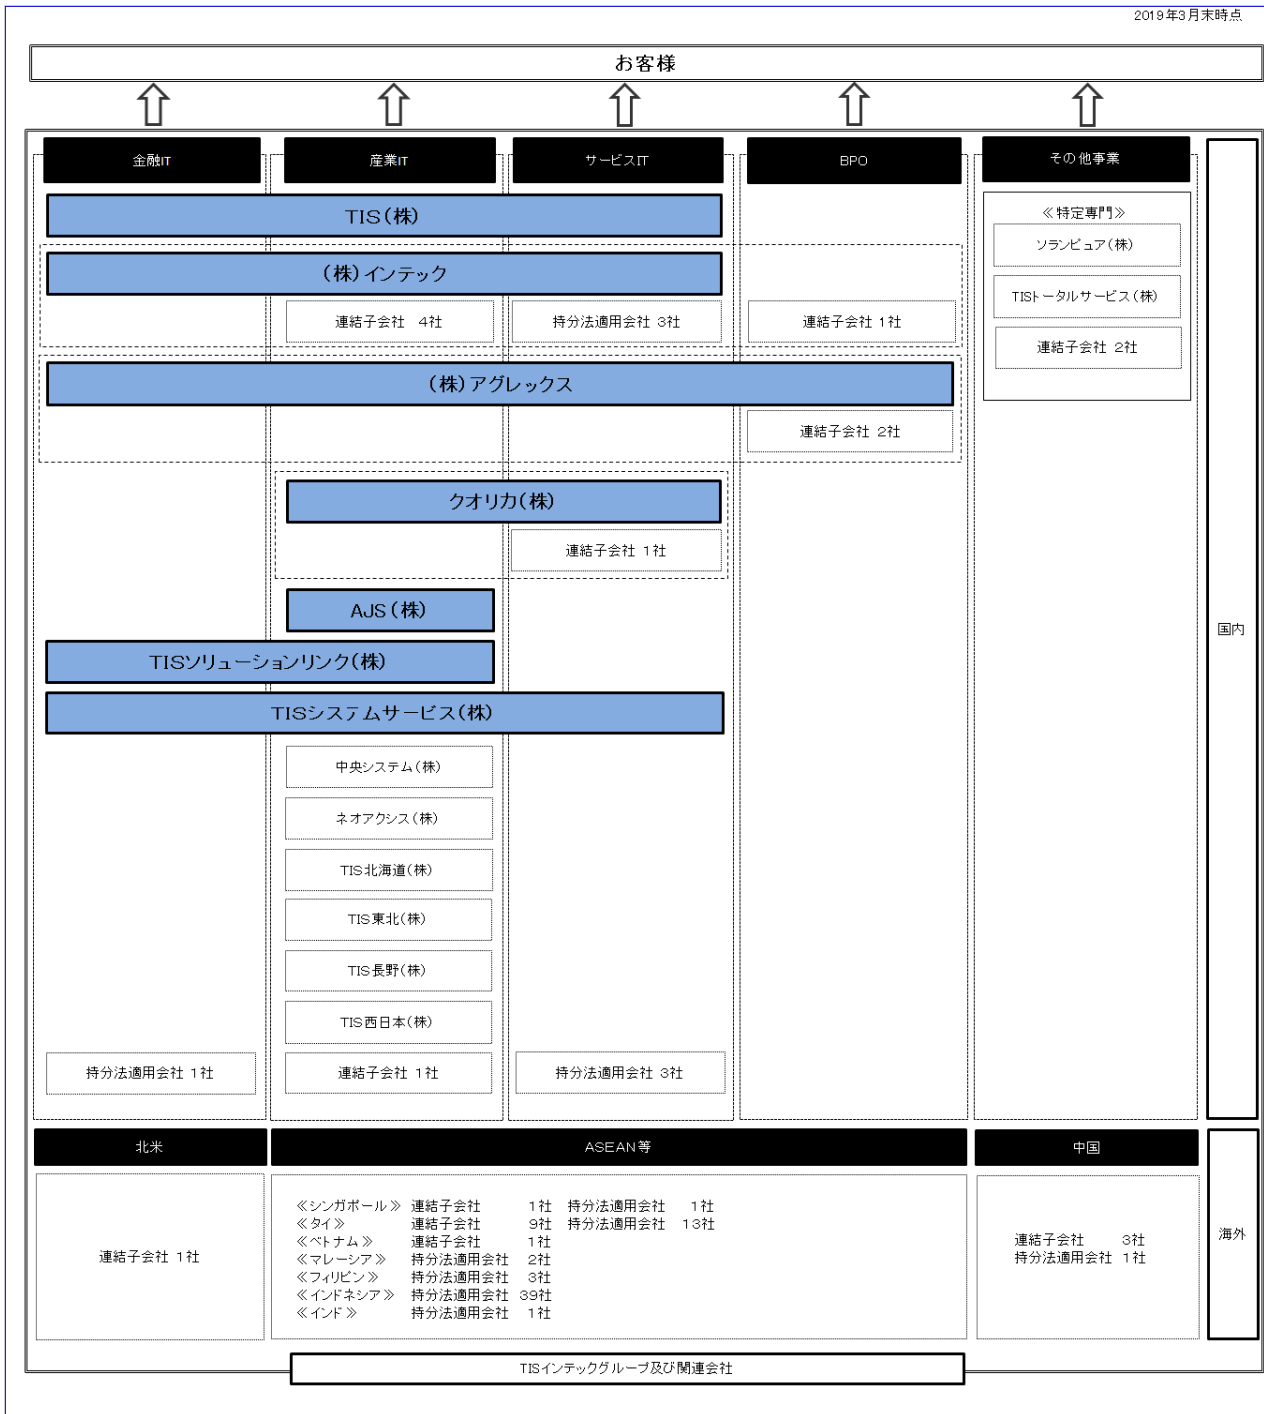 2019年3月末時点
お客様
金融IT
産業IT
サービスIT
BPO
その他事業
TIS(株)
≪特定専門≫
ソランピュア(株)
(株)インテック
TISトータルサービス(株)
連結子会社 4社
持分法適用会社 3社
連結子会社 1社
連結子会社 2社
(株)アグレックス
連結子会社 2社
クオリカ(株)
連結子会社 1社
AJS(株)
国内
TISソリューションリンク(株)
TISシステムサービス(株)
中央システム(株)
ネオアクシス(株)
TIS北海道(株)
TIS東北(株)
TIS長野(株)
TIS西日本(株)
持分法適用会社 1社
連結子会社 1社
持分法適用会社 3社
北米
ASEAN等
中国
連結子会社 1社
≪シンガポール≫ 連結子会社 1社 持分法適用会社 1社
≪タイ≫ 連結子会社 9社 持分法適用会社 13社
≪ベトナム≫ 連結子会社 1社
≪マレーシア≫ 持分法適用会社 2社
≪フィリピン≫ 持分法適用会社 3社
≪インドネシア≫ 持分法適用会社 39社
≪インド≫ 持分法適用会社 1社
連結子会社 3社
持分法適用会社 1社
海外
TISインテックグループ及び関連会社